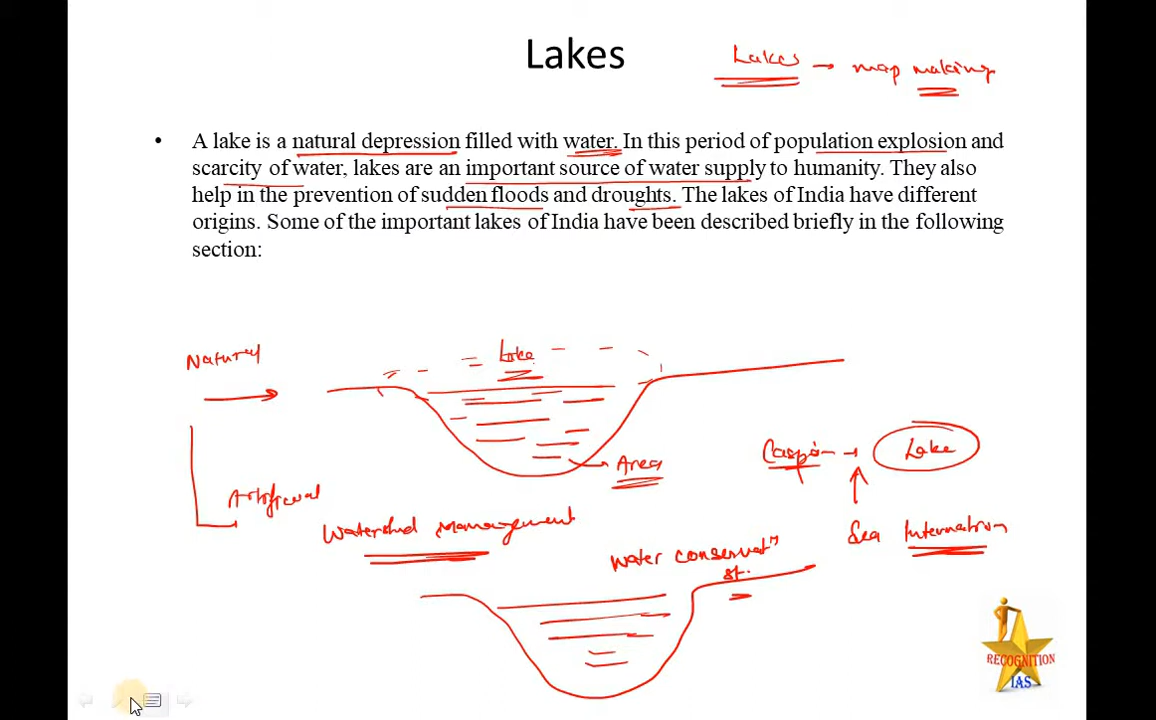 Lakes
Lakes → map making
• A lake is a natural depression filled with water. In this period of population explosion and
scarcity of water, lakes are an important source of water supply to humanity. They also
help in the prevention of sudden floods and droughts. The lakes of India have different
origins. Some of the important lakes of India have been described briefly in the following
section:
Natural
Lake
Area
Caspian → Lake
Artificial
Watershed Management
Sea
water conservatⁿ
st.
RECOGNITION
IAS